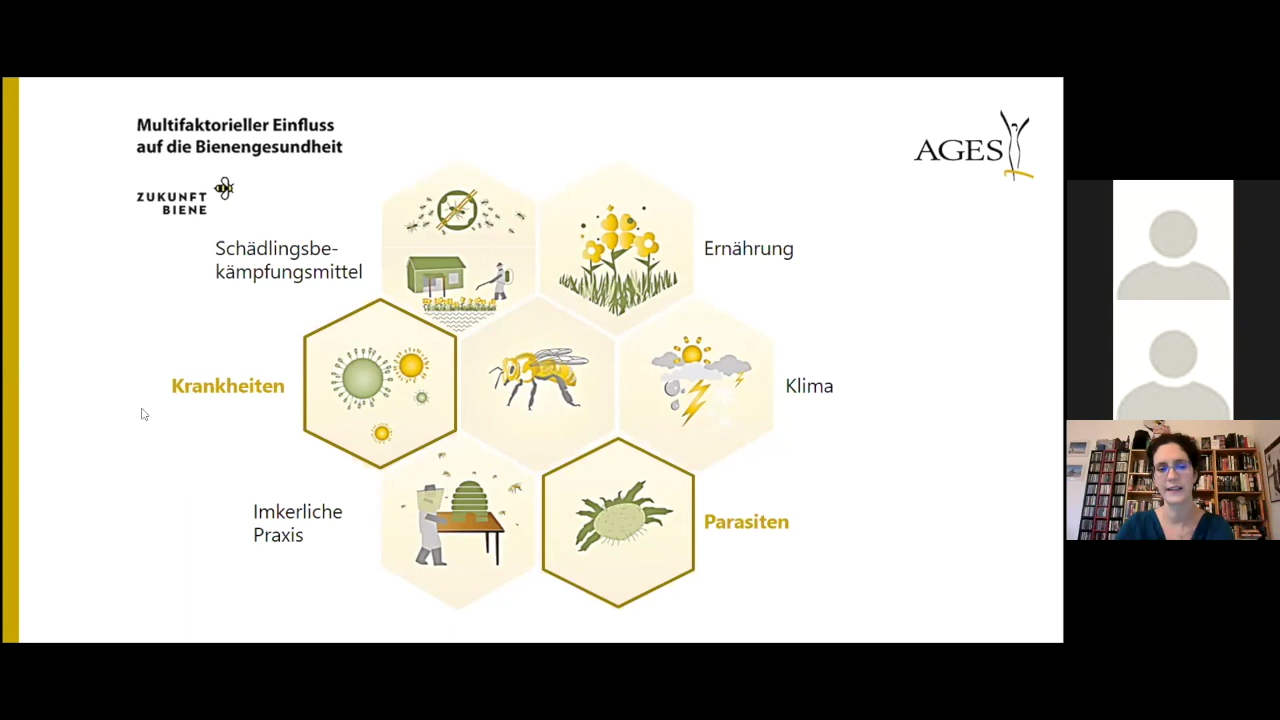 Multifaktorieller Einfluss
auf die Bienengesundheit
AGES
ZUKUNFT
BIENE
Schädlingsbe-
kämpfungsmittel
Ernährung
Krankheiten
Klima
Imkerliche
Praxis
Parasiten